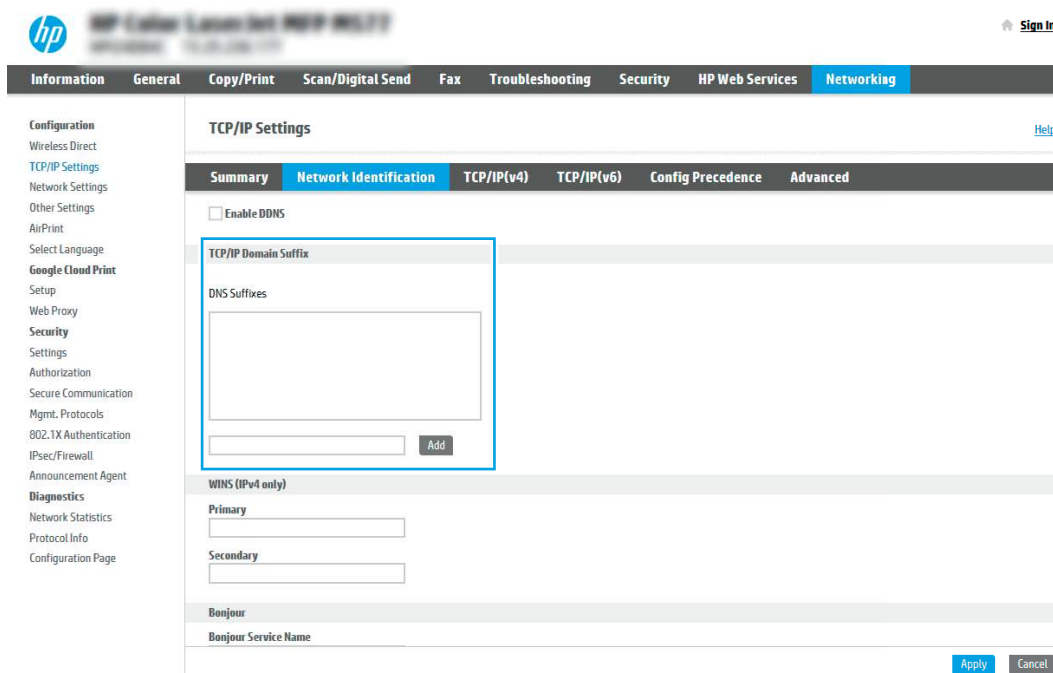 hp
Sign In
Information General Copy/Print Scan/Digital Send Fax Troubleshooting Security HP Web Services Networking
Configuration
Wireless Direct
TCP/IP Settings
Network Settings
Other Settings
AirPrint
Select Language
Google Cloud Print
Setup
Web Proxy
Security
Settings
Authorization
Secure Communication
Mgmt. Protocols
802.1X Authentication
IPsec/Firewall
Announcement Agent
Diagnostics
Network Statistics
Protocol Info
Configuration Page
TCP/IP Settings
Help
Summary Network Identification TCP/IP(v4) TCP/IP(v6) Config Precedence Advanced
Enable DDNS
TCP/IP Domain Suffix
DNS Suffixes
Add
WINS (IPv4 only)
Primary
Secondary
Bonjour
Bonjour Service Name
Apply Cancel